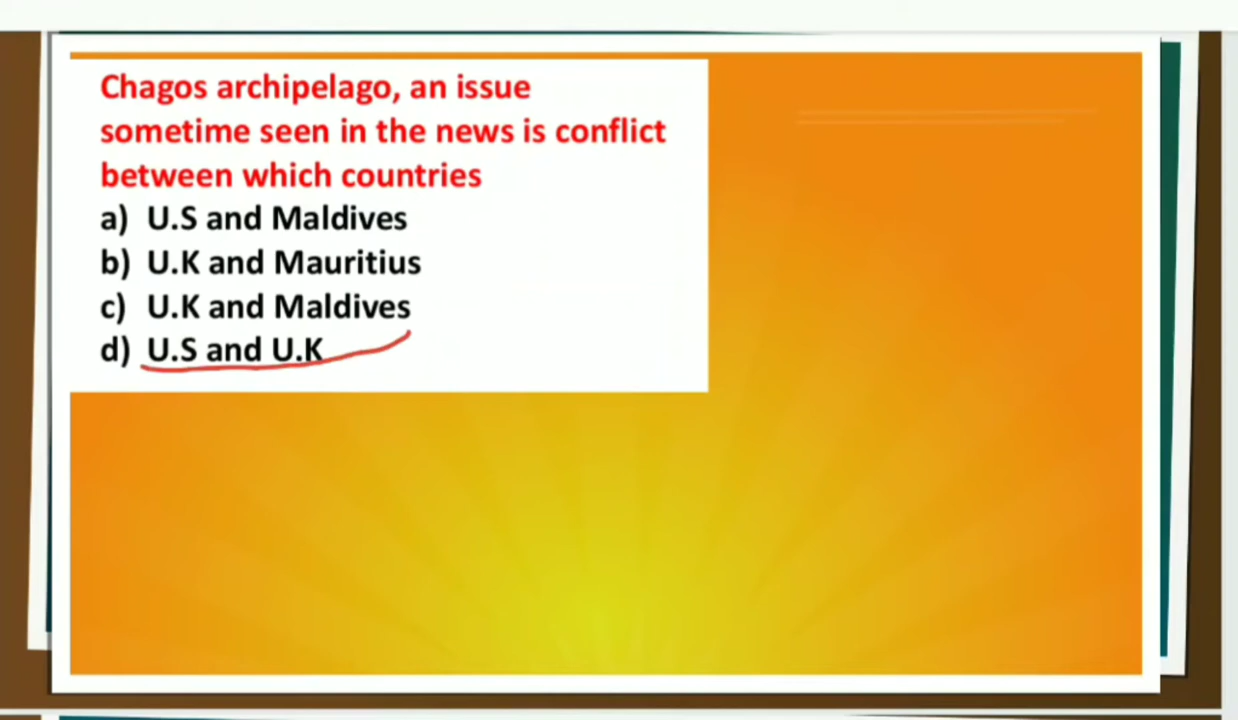 Chagos archipelago, an issue
sometime seen in the news is conflict
between which countries
a) U.S and Maldives
b) U.K and Mauritius
c) U.K and Maldives
d) U.S and U.K